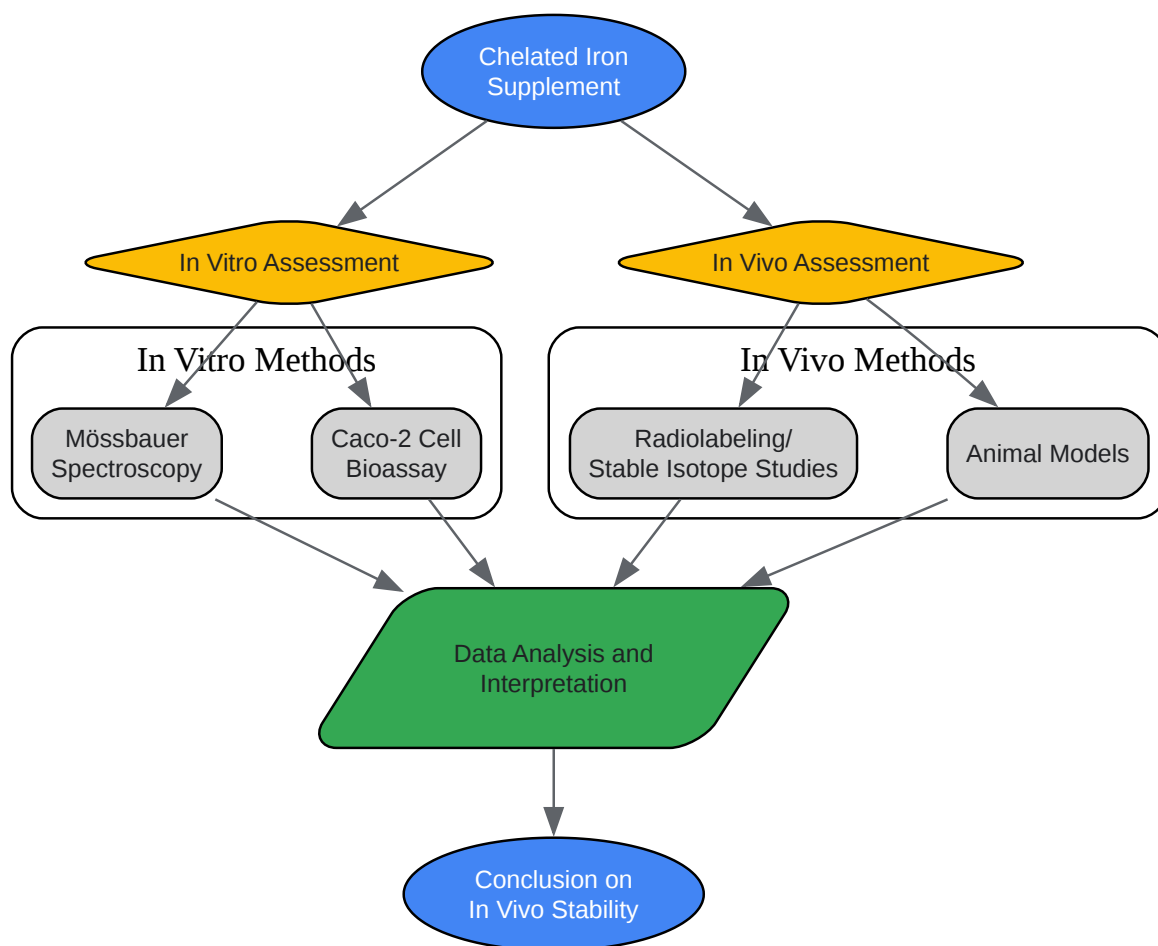 Chelated Iron
Supplement
In Vitro Assessment
In Vivo Assessment
In Vitro Methods
In Vivo Methods
Mössbauer
Spectroscopy
Caco-2 Cell
Bioassay
Radiolabeling/
Stable Isotope Studies
Animal Models
Data Analysis and
Interpretation
Conclusion on
In Vivo Stability